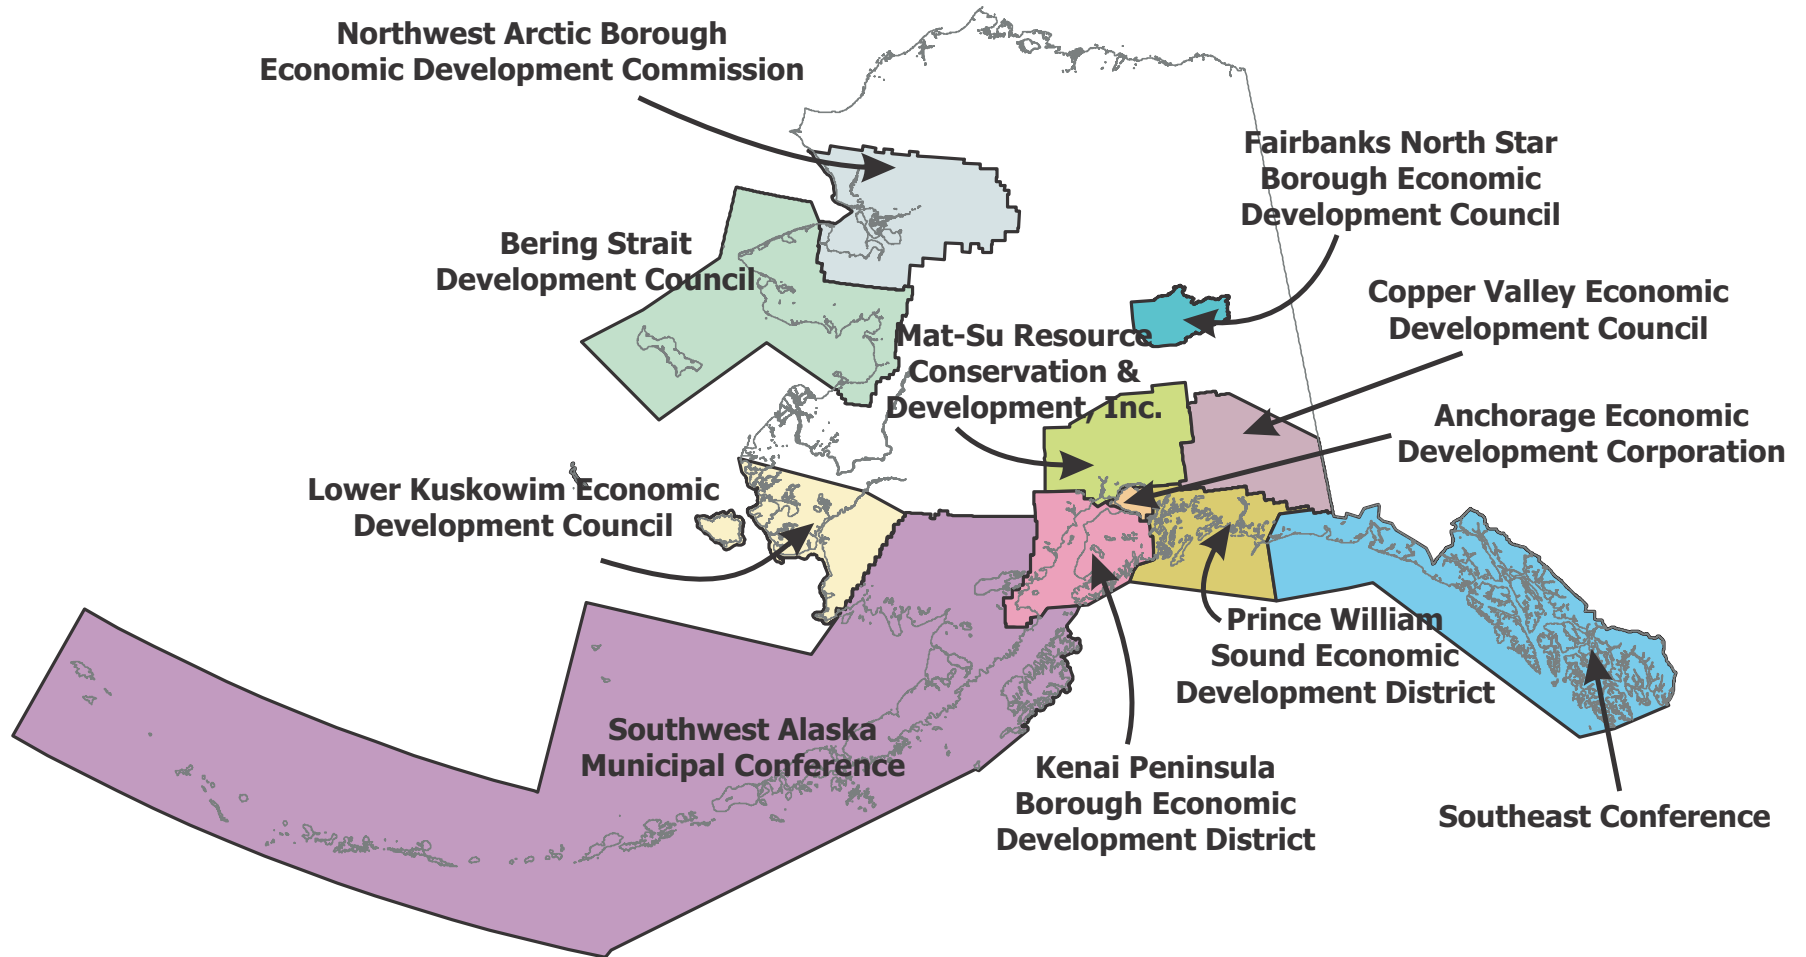 Northwest Arctic Borough
Economic Development Commission
Fairbanks North Star
Borough Economic
Development Council
Bering Strait
Development Council
Copper Valley Economic
Development Council
Mat-Su Resource
Conservation &
Development, Inc.
Anchorage Economic
Development Corporation
Lower Kuskowim Economic
Development Council
Prince William
Sound Economic
Development District
Southwest Alaska
Municipal Conference
Kenai Peninsula
Borough Economic
Development District
Southeast Conference